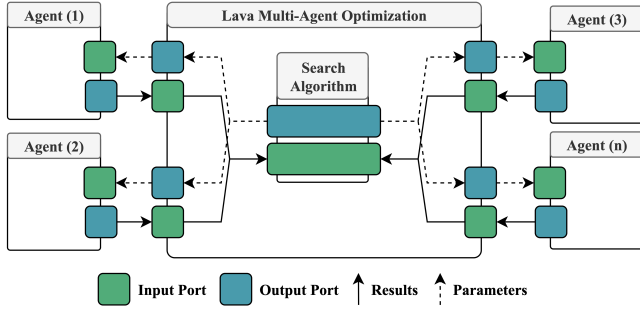 Agent (1)
Lava Multi-Agent Optimization
Agent (3)
Search
Algorithm
Agent (2)
Agent (n)
Input Port
Output Port
Results
Parameters